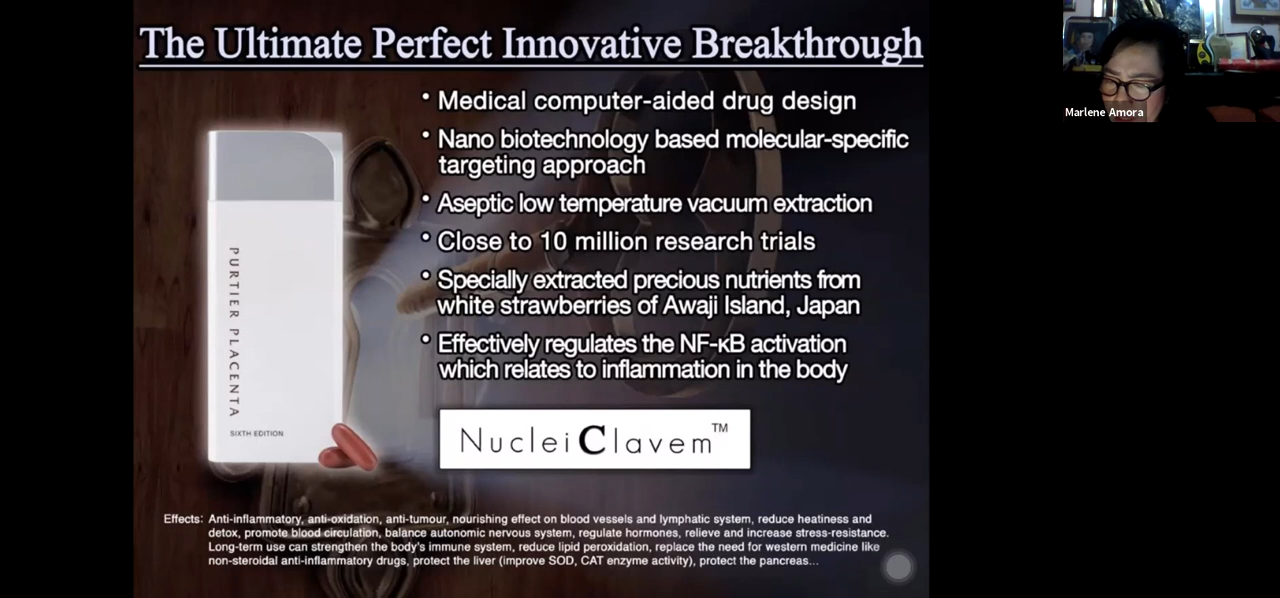 The Ultimate Perfect Innovative Breakthrough
• Medical computer-aided drug design
• Nano biotechnology based molecular-specific
targeting approach
• Aseptic low temperature vacuum extraction
• Close to 10 million research trials
• Specially extracted precious nutrients from
white strawberries of Awaji Island, Japan
• Effectively regulates the NF-κB activation
which relates to inflammation in the body
PURTIER PLACENTA
SIXTH EDITION
NucleiClavem™
Effects: Anti-inflammatory, anti-oxidation, anti-tumour, nourishing effect on blood vessels and lymphatic system, reduce heatiness and
detox, promote blood circulation, balance autonomic nervous system, regulate hormones, relieve and increase stress-resistance.
Long-term use can strengthen the body's immune system, reduce lipid peroxidation, replace the need for western medicine like
non-steroidal anti-inflammatory drugs, protect the liver (improve SOD, CAT enzyme activity), protect the pancreas...
Marlene Amora